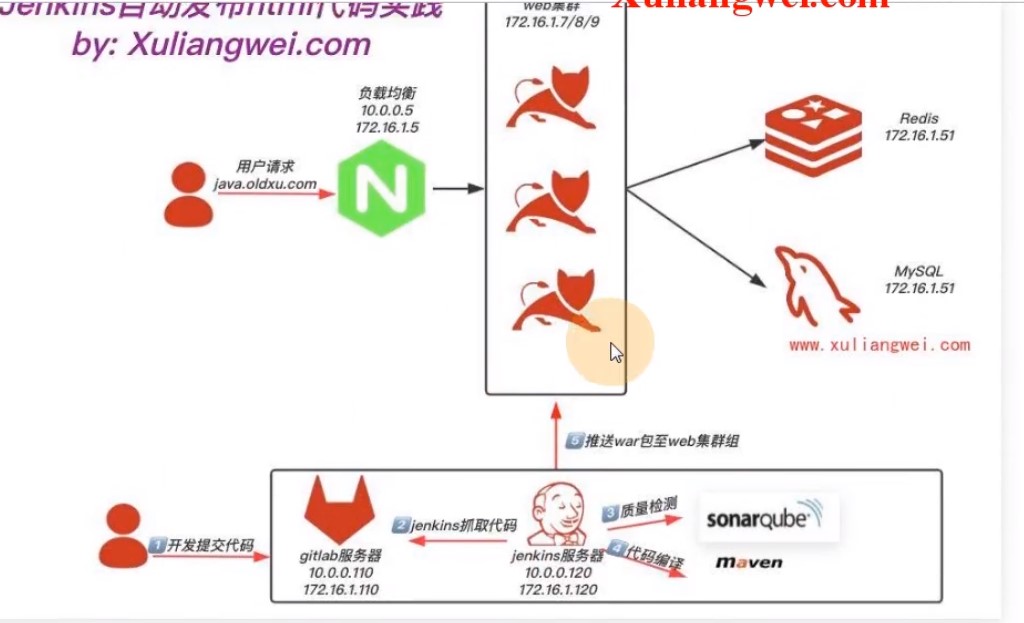 Jenkins自动发布html代码实践
by: Xuliangwei.com
Xuliangwei.com
web集群
172.16.1.7/8/9
负载均衡
10.0.0.5
172.16.1.5
用户请求
java.oldxu.com
N
Redis
172.16.1.51
MySQL
172.16.1.51
www.xuliangwei.com
5推送war包至web集群组
1开发提交代码
2jenkins抓取代码
3质量检测
4代码编译
gitlab服务器
10.0.0.110
172.16.1.110
jenkins服务器
10.0.0.120
172.16.1.120
sonarqube
maven